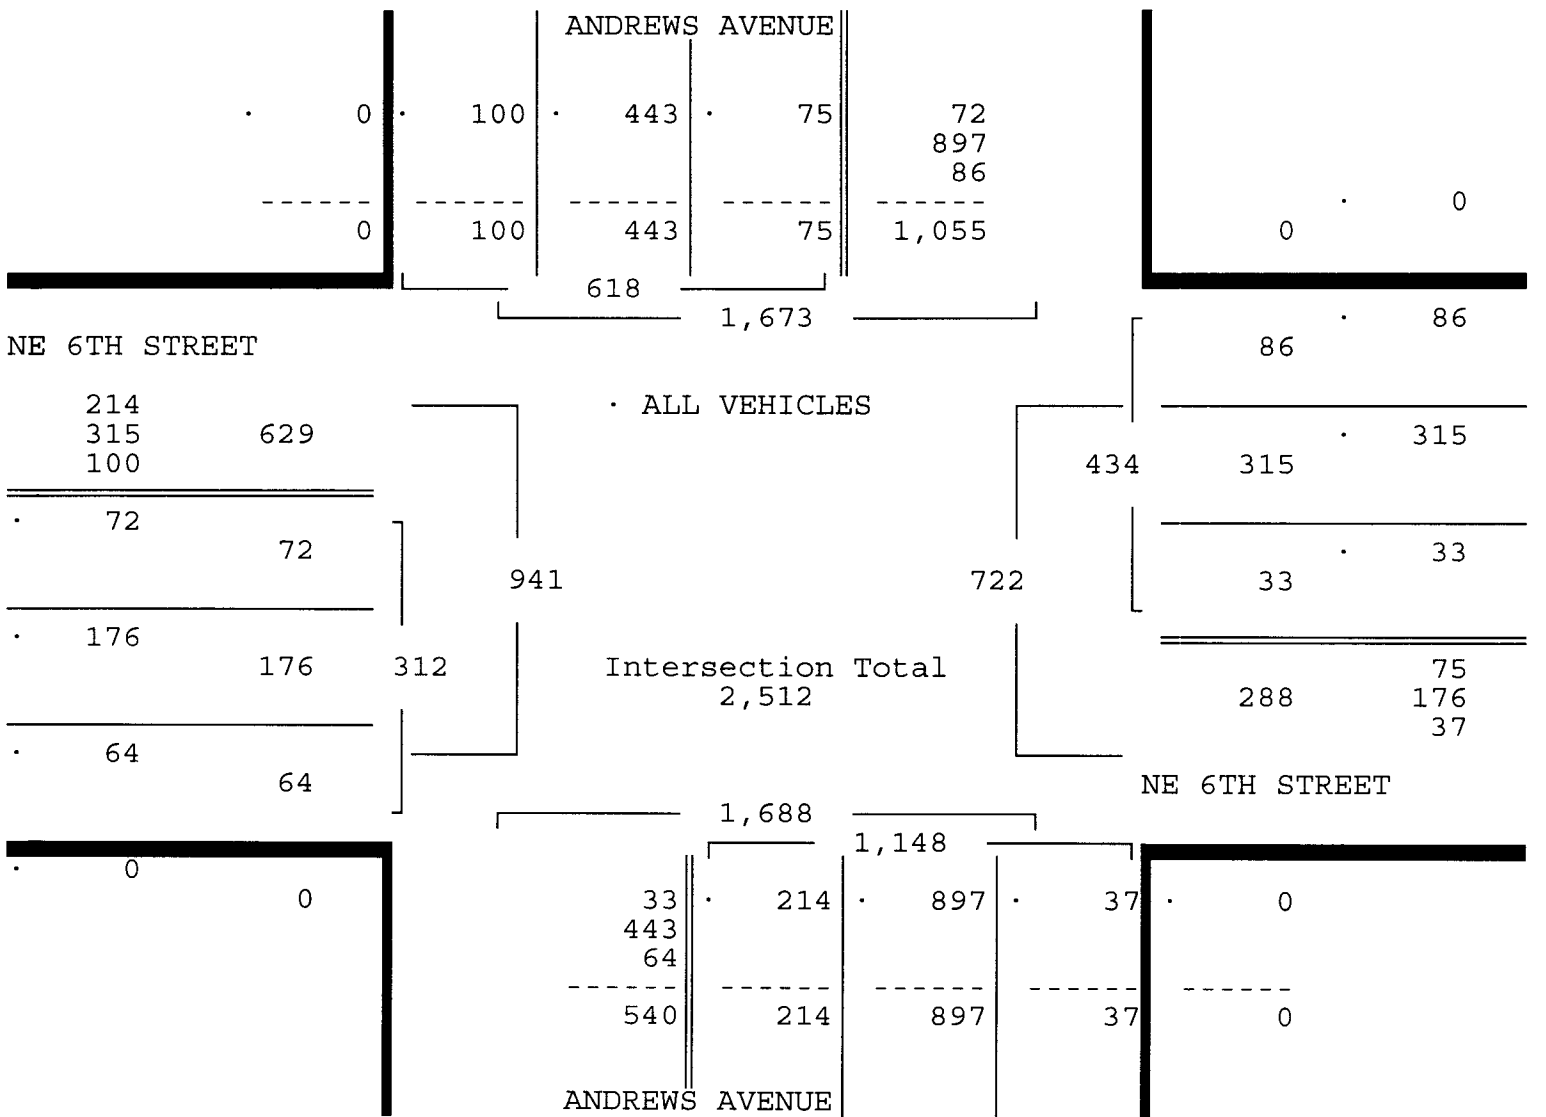 ANDREWS AVENUE
· 0 · 100 · 443 · 75 72
897
86
------ ------ ------ ------ ------
· 0
0 100 443 75 1,055 0
618
1,673 · 86
NE 6TH STREET 86
214 · ALL VEHICLES
315 629 · 315
100 434 315
· 72
72 · 33
941 722 33
· 176
176 312 Intersection Total 75
2,512 288 176
37
· 64
64 NE 6TH STREET
1,688
1,148
· 0
0 33 · 214 · 897 · 37 · 0
443
64
------ ------ ------ ------ ------
540 214 897 37 0
ANDREWS AVENUE